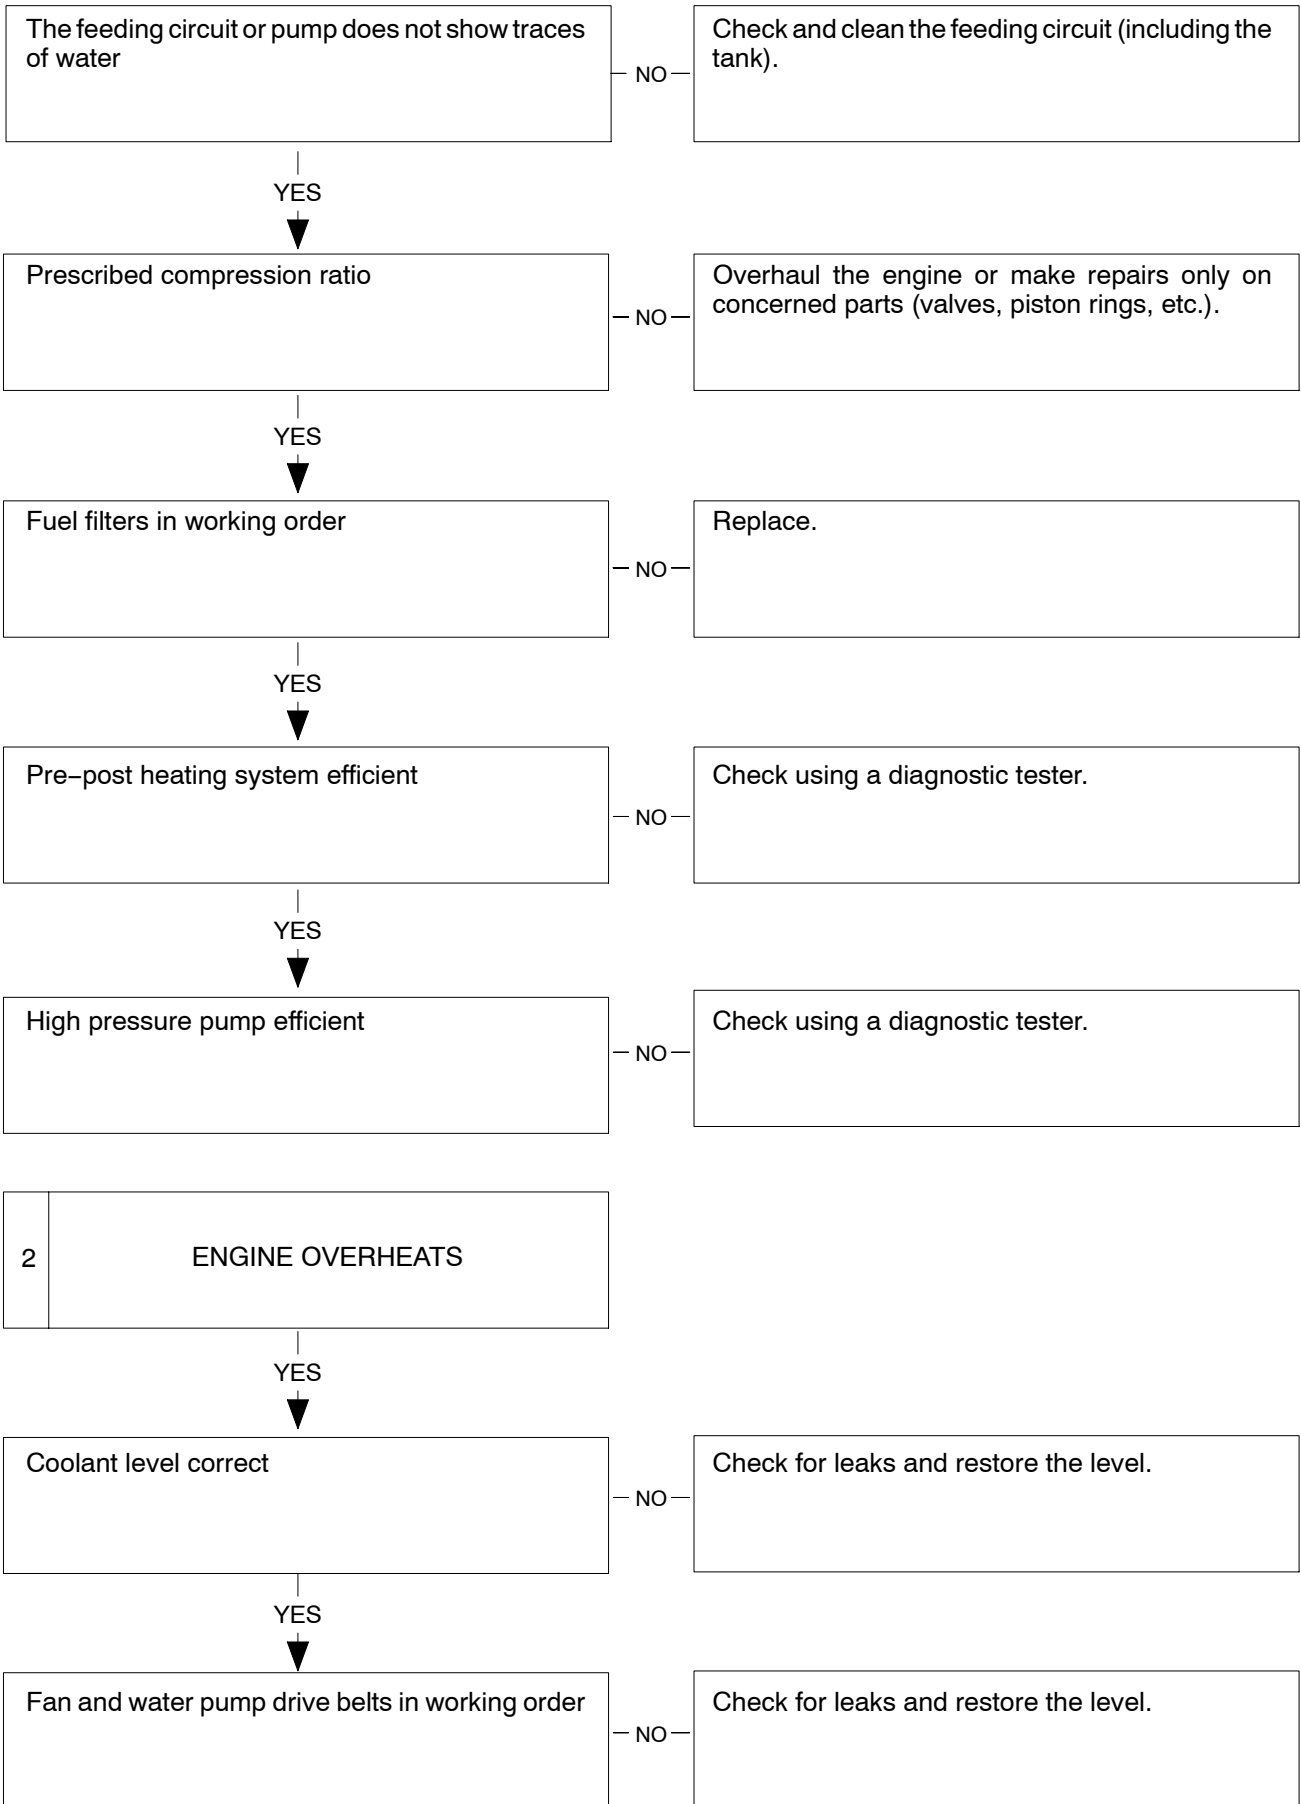 The feeding circuit or pump does not show traces
of water
NO
Check and clean the feeding circuit (including the
tank).
YES
Prescribed compression ratio
NO
Overhaul the engine or make repairs only on
concerned parts (valves, piston rings, etc.).
YES
Fuel filters in working order
NO
Replace.
YES
Pre–post heating system efficient
NO
Check using a diagnostic tester.
YES
High pressure pump efficient
NO
Check using a diagnostic tester.
2
ENGINE OVERHEATS
YES
Coolant level correct
NO
Check for leaks and restore the level.
YES
Fan and water pump drive belts in working order
NO
Check for leaks and restore the level.